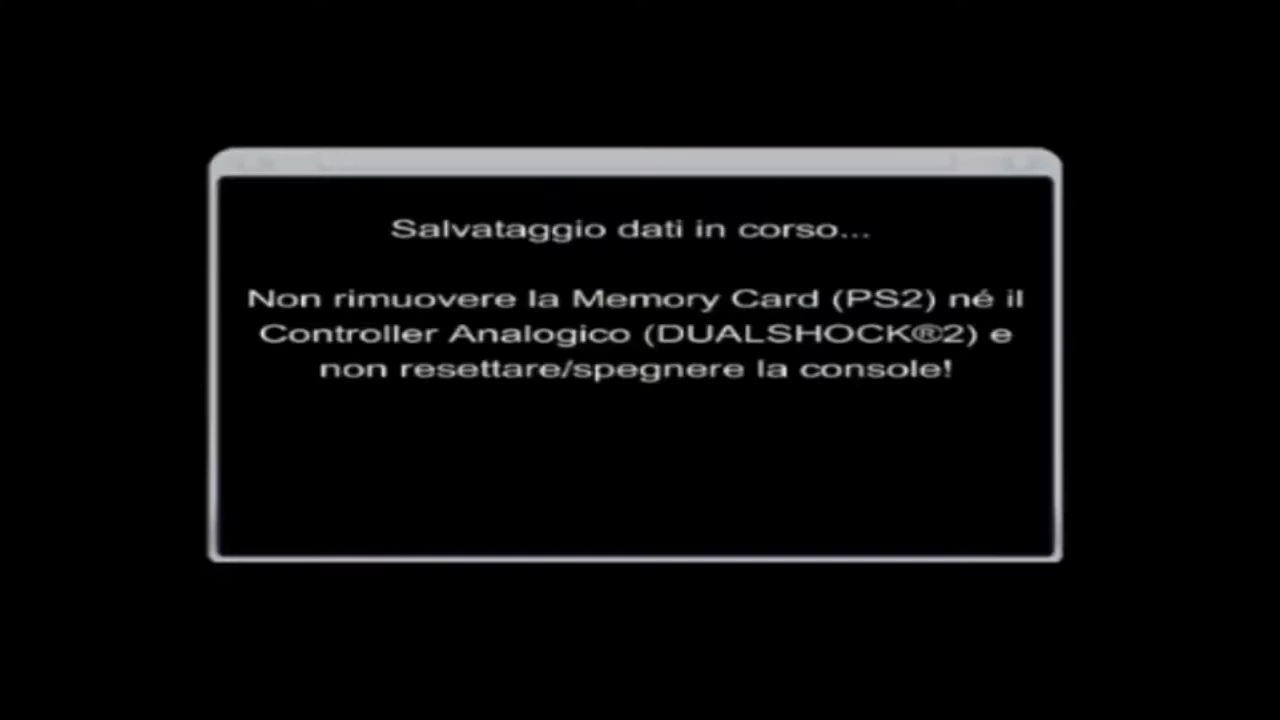 Salvataggio dati in corso...
Non rimuovere la Memory Card (PS2) né il
Controller Analogico (DUALSHOCK®2) e
non resettare/spegnere la console!